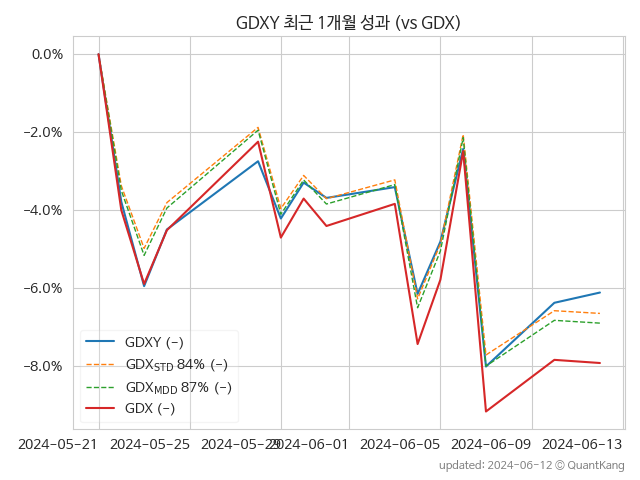 GDXY 최근 1개월 성과 (vs GDX)
0.0%
−2.0%
−4.0%
−6.0%
−8.0%
GDXY (-)
GDX_STD 84% (-)
GDX_MDD 87% (-)
GDX (-)
2024-05-21 2024-05-25 2024-05-29 2024-06-01 2024-06-05 2024-06-09 2024-06-13
updated: 2024-06-12 @ QuantKang